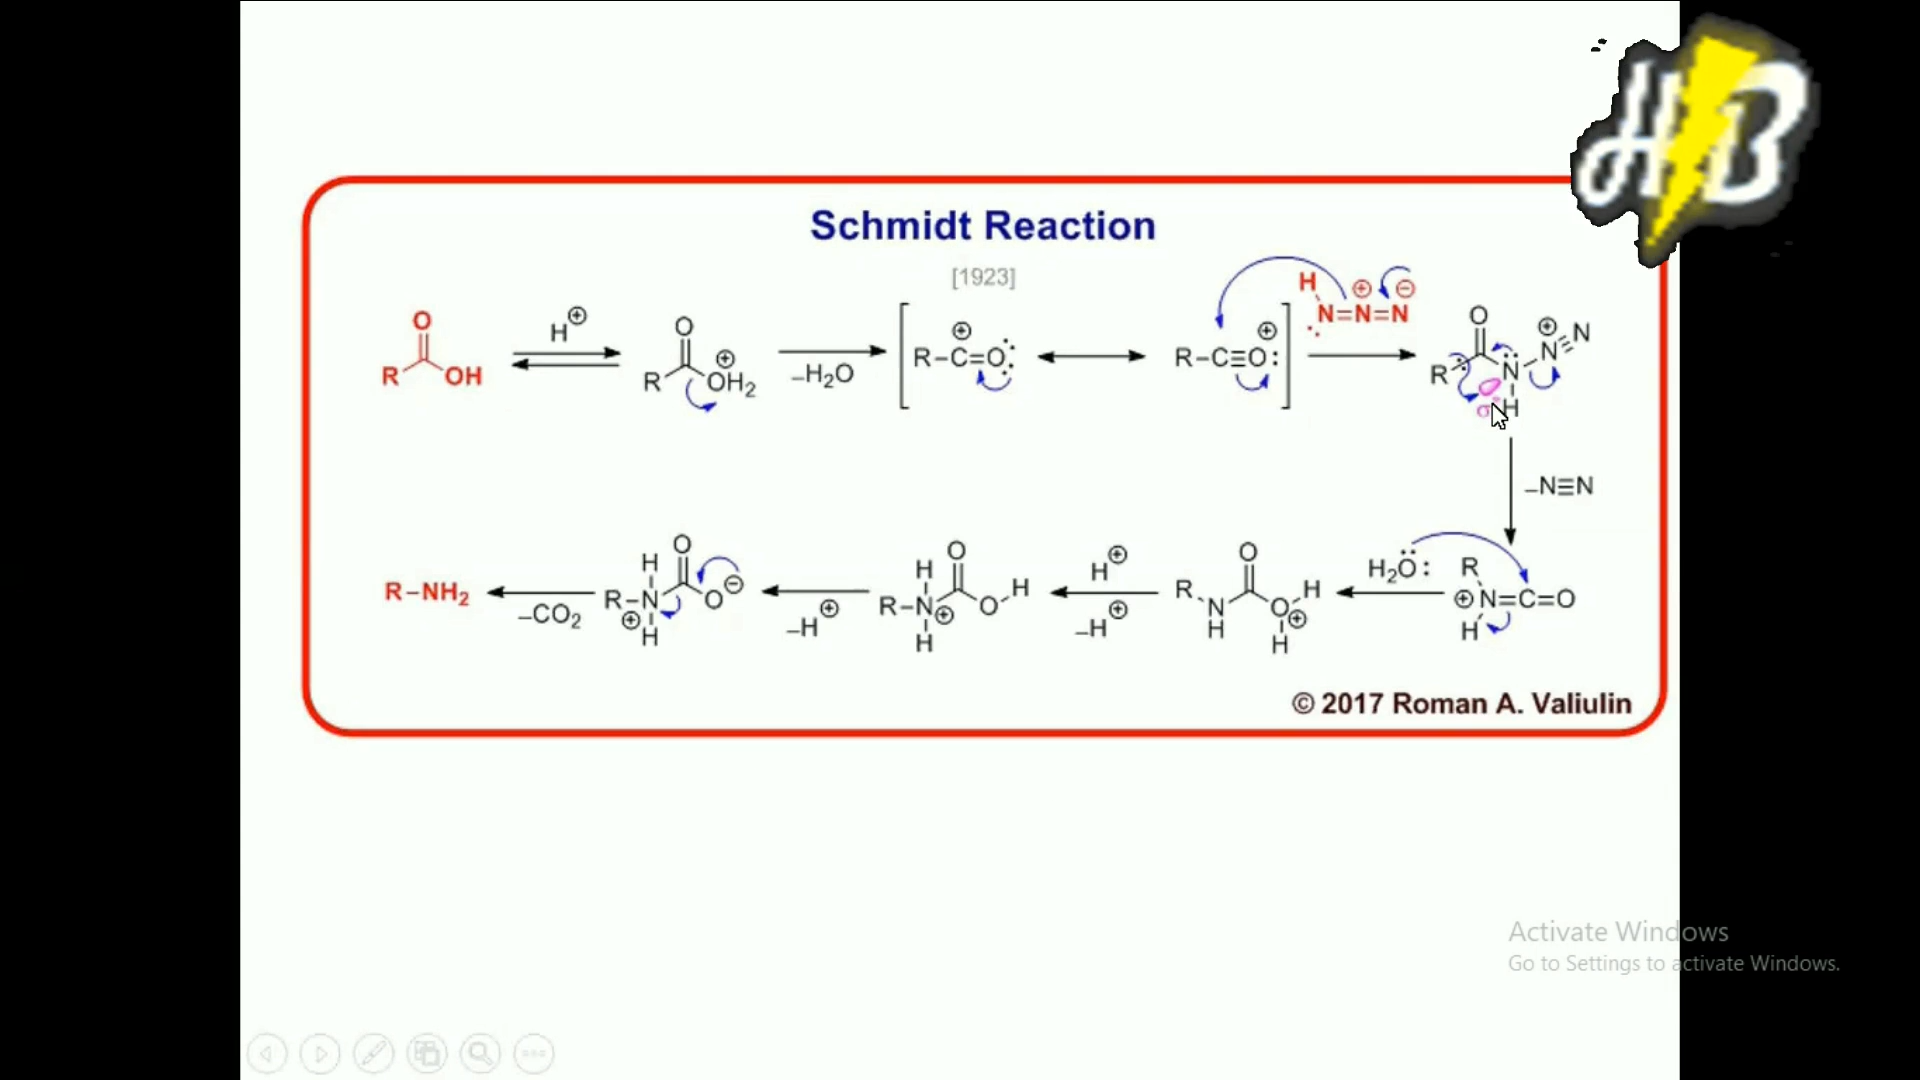 HB
Schmidt Reaction
[1923]
R OH O
H⊕
R O ⊕ OH2
–H2O
R–C=O: ⊕
R–C≡O: ⊕
H N=N=N ⊕ ⊖
R O N H N≡N ⊕
σ*
–N≡N
R–NH2
–CO2
R–N H H ⊕ O O ⊖
–H⊕
R–N H H ⊕ O O H
H⊕
–H⊕
R N H O O H H ⊕
H2O:
R ⊕ N=C=O H
© 2017 Roman A. Valiulin
Activate Windows
Go to Settings to activate Windows.